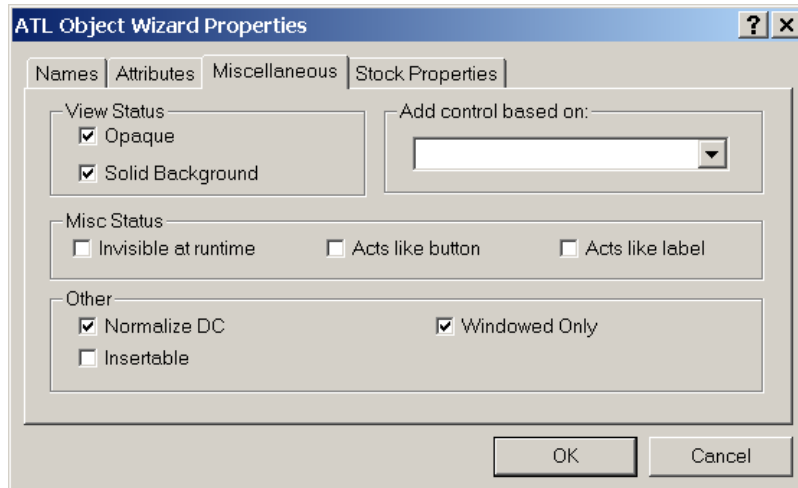 ATL Object Wizard Properties
Names Attributes Miscellaneous Stock Properties
View Status
Opaque
Solid Background
Add control based on:
Misc Status
Invisible at runtime Acts like button Acts like label
Other
Normalize DC Windowed Only
Insertable
OK Cancel